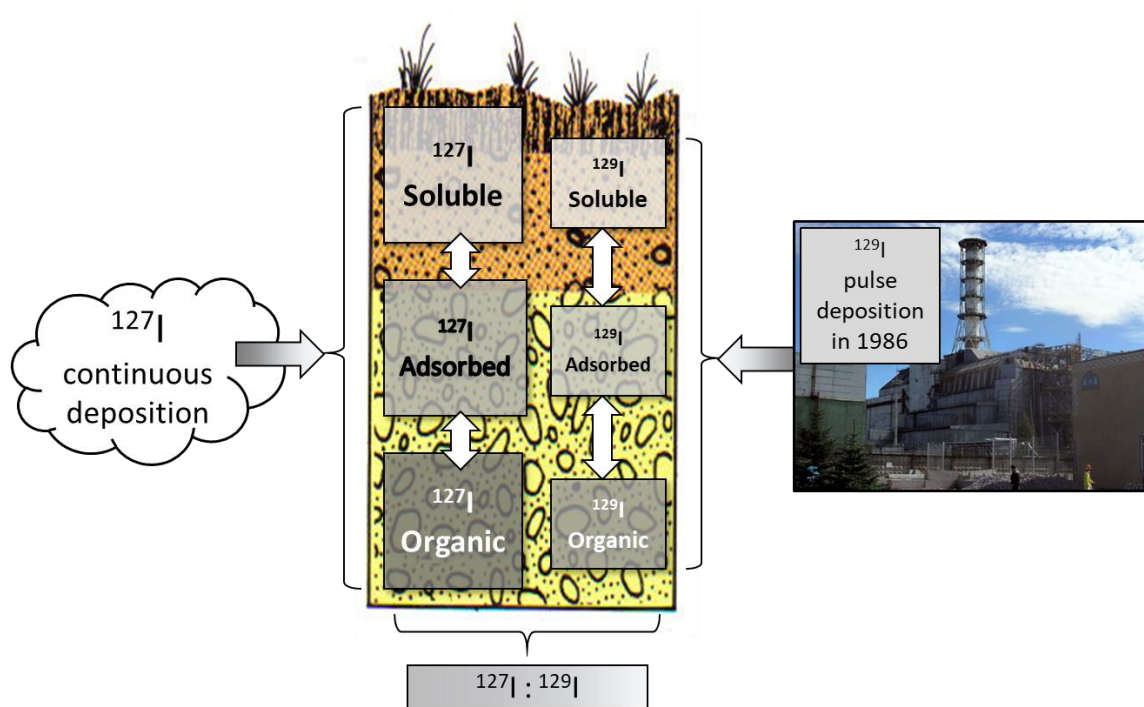 ¹²⁷I
continuous
deposition
¹²⁷I
Soluble
¹²⁹I
Soluble
¹²⁷I
Adsorbed
¹²⁹I
Adsorbed
¹²⁷I
Organic
¹²⁹I
Organic
¹²⁹I
pulse
deposition
in 1986
¹²⁷I : ¹²⁹I